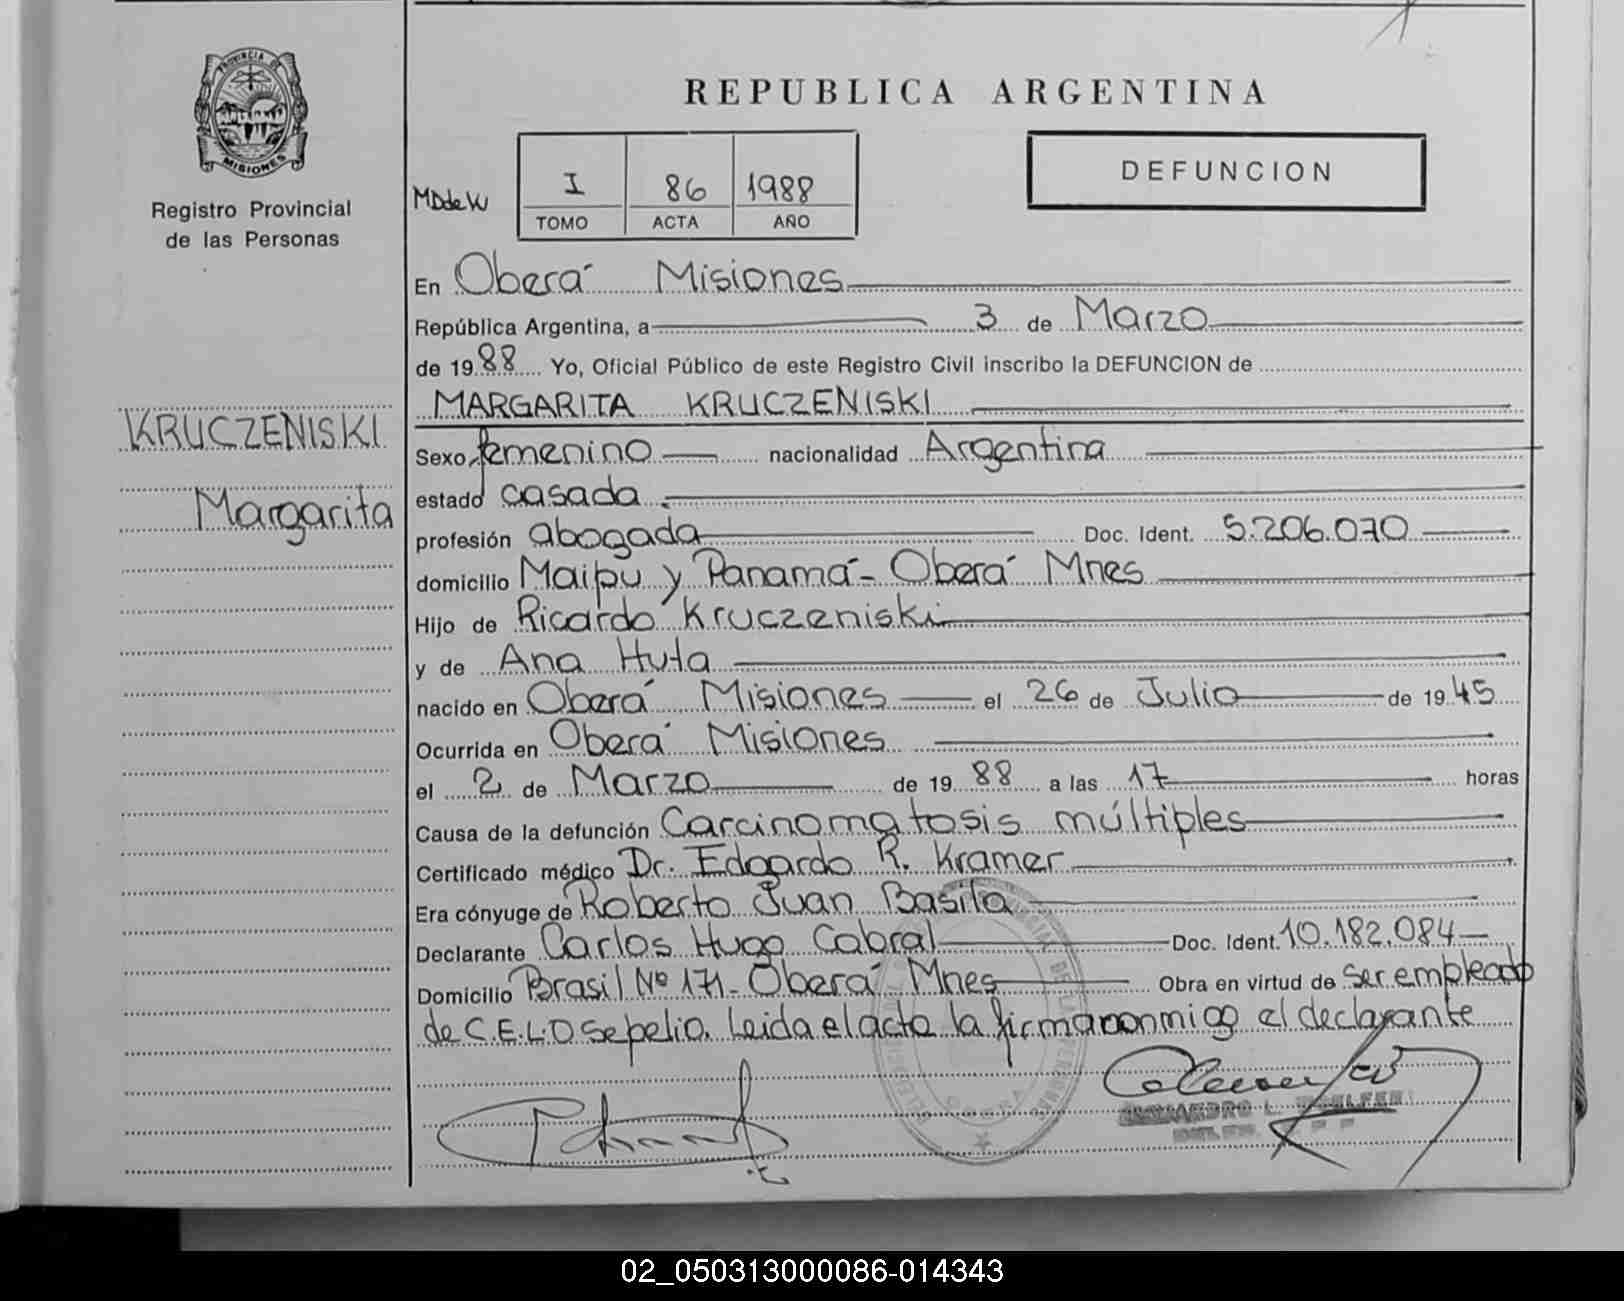 PROVINCIA DE
MISIONES
Registro Provincial
de las Personas
KRUCZENISKI
Margarita
REPUBLICA ARGENTINA
DEFUNCION
I 86 1988
TOMO ACTA AÑO
En Oberá Misiones
República Argentina, a 3 de Marzo
de 1988 Yo, Oficial Público de este Registro Civil inscribo la DEFUNCION de
MARGARITA KRUCZENISKI
Sexo femenino nacionalidad Argentina
estado casada
profesión abogada Doc. Ident. 5.206.070
domicilio Maipú y Panamá - Oberá Mnes
Hijo de Ricardo Kruczeniski
y de Ana Huta
nacido en Oberá Misiones el 26 de Julio de 1945
Ocurrida en Oberá Misiones
el 2 de Marzo de 1988 a las 17 horas
Causa de la defunción Carcinomatosis múltiples
Certificado médico Dr. Edgardo R. Kramer
Era cónyuge de Roberto Juan Basila
Declarante Carlos Hugo Cabral Doc. Ident. 10.182.084
Domicilio Brasil Nº 171 - Oberá Mnes Obra en virtud de ser empleado
de C.E.L.O sepelio. Leida el acta la firma conmigo el declarante
02_050313000086-014343